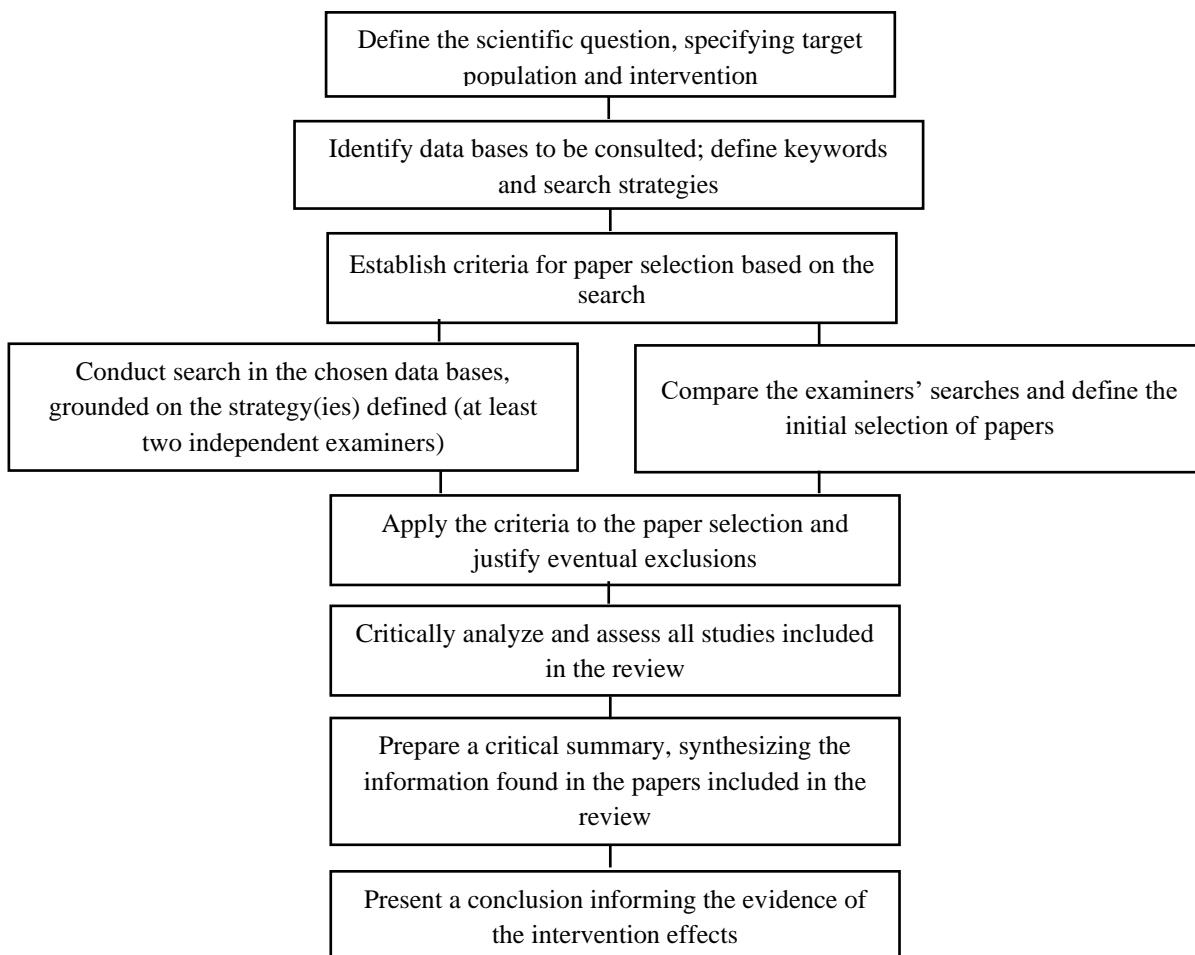 Define the scientific question, specifying target
population and intervention
Identify data bases to be consulted; define keywords
and search strategies
Establish criteria for paper selection based on the
search
Conduct search in the chosen data bases,
grounded on the strategy(ies) defined (at least
two independent examiners)
Compare the examiners’ searches and define the
initial selection of papers
Apply the criteria to the paper selection and
justify eventual exclusions
Critically analyze and assess all studies included
in the review
Prepare a critical summary, synthesizing the
information found in the papers included in the
review
Present a conclusion informing the evidence of
the intervention effects